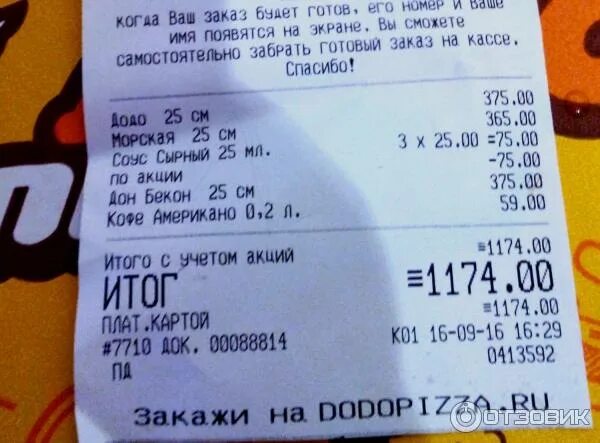 когда Ваш заказ будет готов, его номер и Ваше
имя появятся на экране. Вы сможете
самостоятельно забрать готовый заказ на кассе.
Спасибо!
Додо 25 см 375.00
Морская 25 см 365.00
Соус Сырный 25 мл. 3 x 25.00 =75.00
по акции -75.00
Дон Бекон 25 см 375.00
Кофе Американо 0,2 л. 59.00
Итого с учетом акций ≡1174.00
ИТОГ ≡1174.00
ПЛАТ.КАРТОЙ ≡1174.00
#7710 ДОК. 00088814 К01 16-09-16 16:29
ПД 0413592
Закажи на DODOPIZZA.RU
ОТЗОВИК